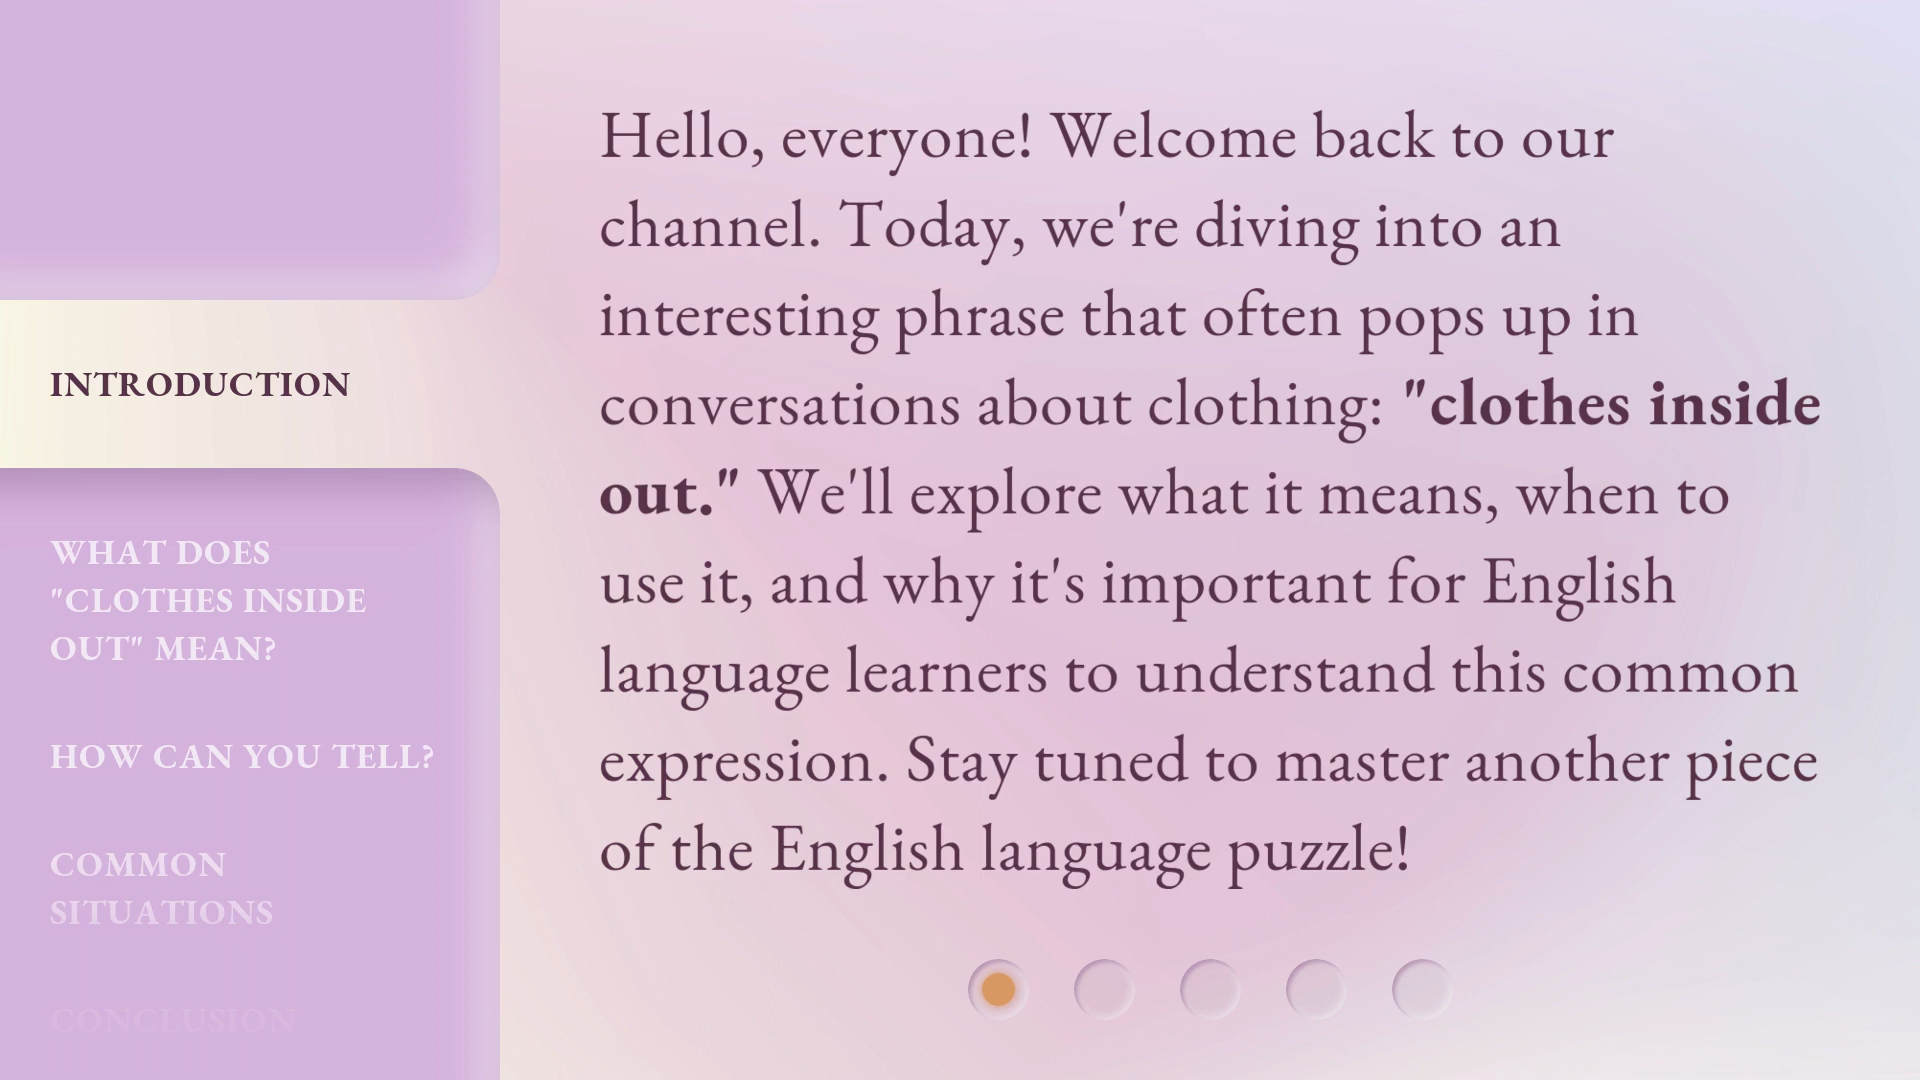 INTRODUCTION
WHAT DOES
"CLOTHES INSIDE
OUT" MEAN?
HOW CAN YOU TELL?
COMMON
SITUATIONS
CONCLUSION
Hello, everyone! Welcome back to our
channel. Today, we're diving into an
interesting phrase that often pops up in
conversations about clothing: "clothes inside
out." We'll explore what it means, when to
use it, and why it's important for English
language learners to understand this common
expression. Stay tuned to master another piece
of the English language puzzle!